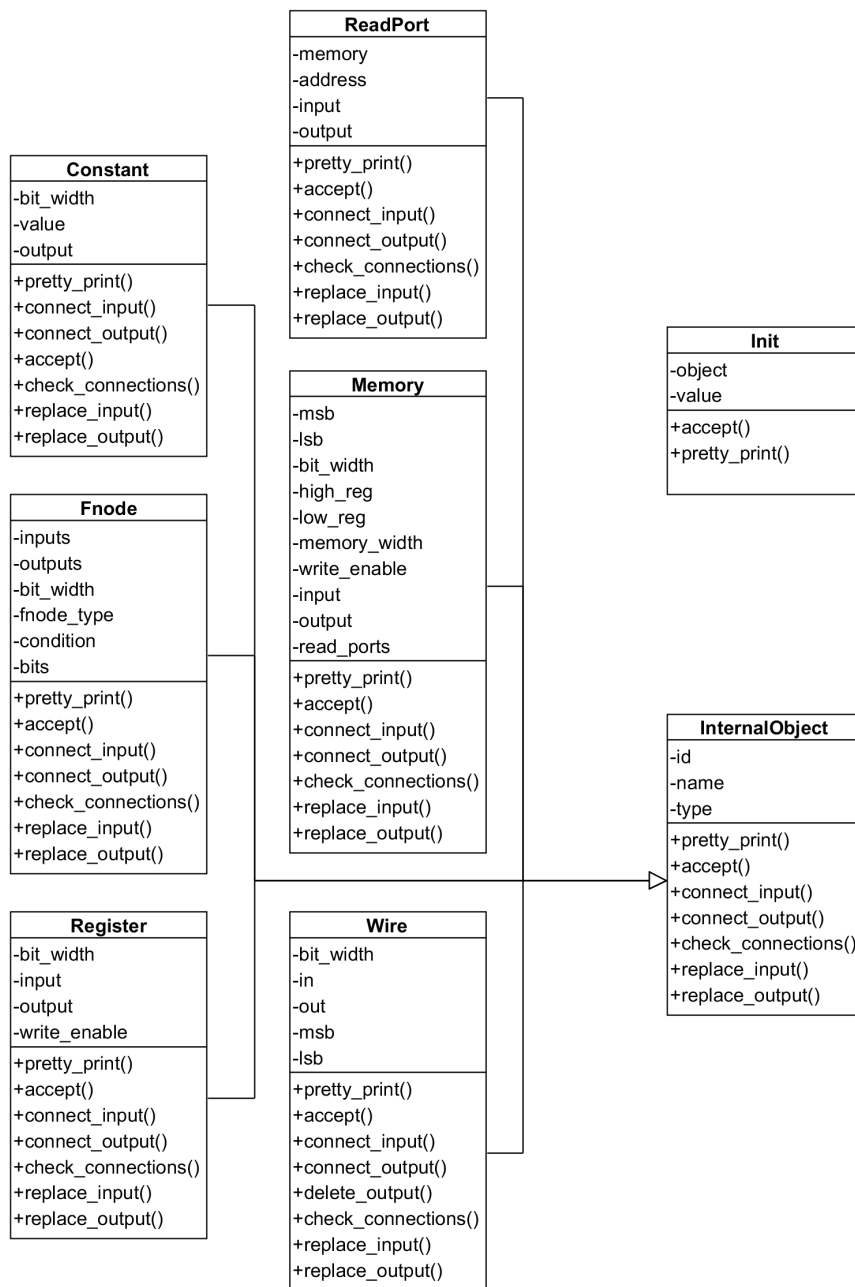 ReadPort
-memory
-address
-input
-output
+pretty_print()
+accept()
+connect_input()
+connect_output()
+check_connections()
+replace_input()
+replace_output()
Constant
-bit_width
-value
-output
+pretty_print()
+connect_input()
+connect_output()
+accept()
+check_connections()
+replace_input()
+replace_output()
Init
-object
-value
+accept()
+pretty_print()
Memory
-msb
-lsb
-bit_width
-high_reg
-low_reg
-memory_width
-write_enable
-input
-output
-read_ports
+pretty_print()
+accept()
+connect_input()
+connect_output()
+check_connections()
+replace_input()
+replace_output()
Fnode
-inputs
-outputs
-bit_width
-fnode_type
-condition
-bits
+pretty_print()
+accept()
+connect_input()
+connect_output()
+check_connections()
+replace_input()
+replace_output()
InternalObject
-id
-name
-type
+pretty_print()
+accept()
+connect_input()
+connect_output()
+check_connections()
+replace_input()
+replace_output()
Register
-bit_width
-input
-output
-write_enable
+pretty_print()
+accept()
+connect_input()
+connect_output()
+check_connections()
+replace_input()
+replace_output()
Wire
-bit_width
-in
-out
-msb
-lsb
+pretty_print()
+accept()
+connect_input()
+connect_output()
+delete_output()
+check_connections()
+replace_input()
+replace_output()